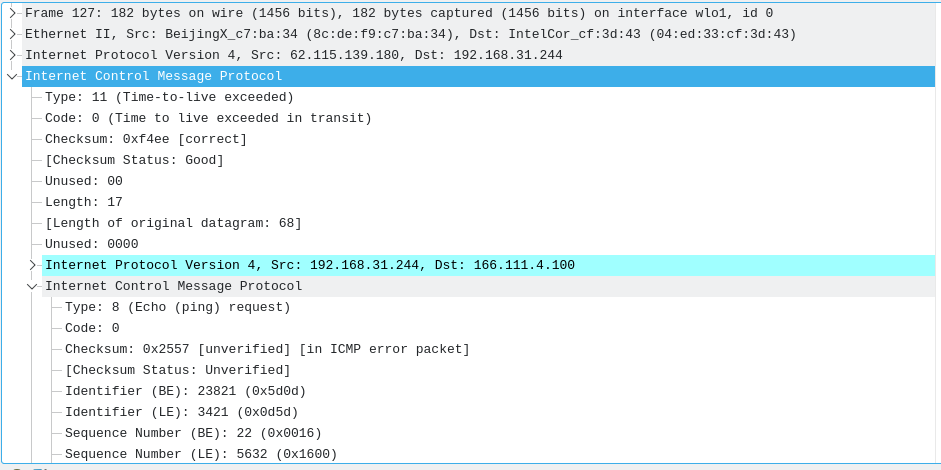 Frame 127: 182 bytes on wire (1456 bits), 182 bytes captured (1456 bits) on interface wlo1, id 0
Ethernet II, Src: BeijingX_c7:ba:34 (8c:de:f9:c7:ba:34), Dst: IntelCor_cf:3d:43 (04:ed:33:cf:3d:43)
Internet Protocol Version 4, Src: 62.115.139.180, Dst: 192.168.31.244
Internet Control Message Protocol
Type: 11 (Time-to-live exceeded)
Code: 0 (Time to live exceeded in transit)
Checksum: 0xf4ee [correct]
[Checksum Status: Good]
Unused: 00
Length: 17
[Length of original datagram: 68]
Unused: 0000
Internet Protocol Version 4, Src: 192.168.31.244, Dst: 166.111.4.100
Internet Control Message Protocol
Type: 8 (Echo (ping) request)
Code: 0
Checksum: 0x2557 [unverified] [in ICMP error packet]
[Checksum Status: Unverified]
Identifier (BE): 23821 (0x5d0d)
Identifier (LE): 3421 (0x0d5d)
Sequence Number (BE): 22 (0x0016)
Sequence Number (LE): 5632 (0x1600)